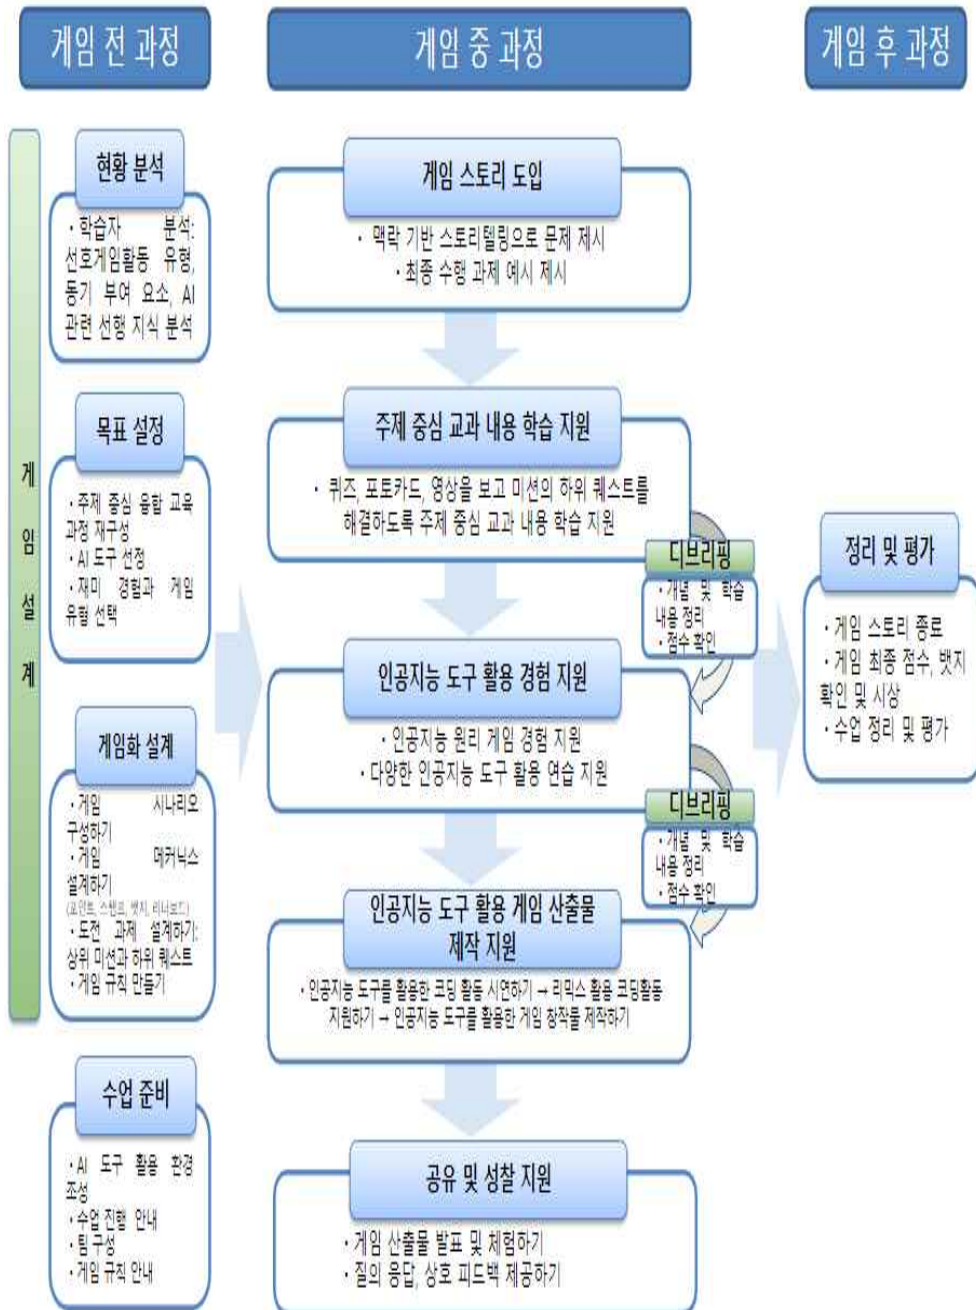 게임 전 과정
게임 중 과정
게임 후 과정
게임설계
현황 분석
· 학습자 분석:
선호게임활동 유형,
동기 부여 요소, AI
관련 선행 지식 분석
목표 설정
· 주제 중심 융합 교육
과정 재구성
· AI 도구 선정
· 재미 경험과 게임
유형 선택
게임화 설계
· 게임 시나리오
구성하기
· 게임 메커닉스
설계하기
(포인트, 스탬프, 뱃지, 리더보드)
· 도전 과제 설계하기:
상위 미션과 하위 퀘스트
· 게임 규칙 만들기
수업 준비
· AI 도구 활용 환경
조성
· 수업 진행 안내
· 팀 구성
· 게임 규칙 안내
게임 스토리 도입
· 맥락 기반 스토리텔링으로 문제 제시
· 최종 수행 과제 예시 제시
주제 중심 교과 내용 학습 지원
· 퀴즈, 포토카드, 영상을 보고 미션의 하위 퀘스트를
해결하도록 주제 중심 교과 내용 학습 지원
디브리핑
· 개념 및 학습
내용 정리
· 점수 확인
인공지능 도구 활용 경험 지원
· 인공지능 원리 게임 경험 지원
· 다양한 인공지능 도구 활용 연습 지원
디브리핑
· 개념 및 학습
내용 정리
· 점수 확인
인공지능 도구 활용 게임 산출물
제작 지원
· 인공지능 도구를 활용한 코딩 활동 시연하기 → 리믹스 활용 코딩활동
지원하기 → 인공지능 도구를 활용한 게임 창작물 제작하기
공유 및 성찰 지원
· 게임 산출물 발표 및 체험하기
· 질의 응답, 상호 피드백 제공하기
정리 및 평가
· 게임 스토리 종료
· 게임 최종 점수, 뱃지
확인 및 시상
· 수업 정리 및 평가